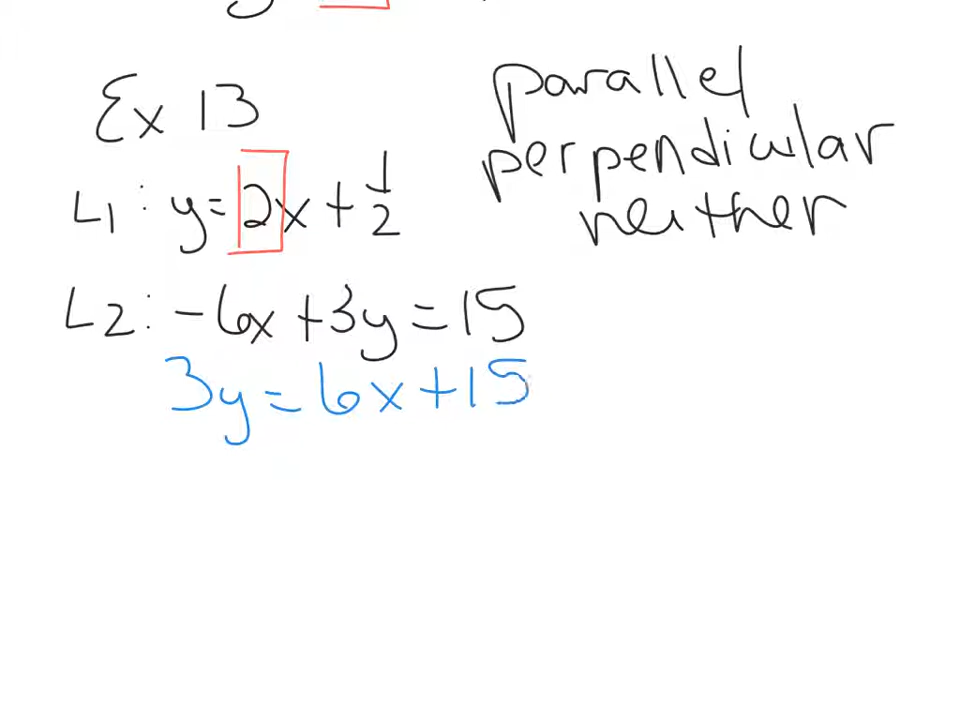 Ex 13
parallel
perpendicular
neither
L1: y=2x+1/2
L2: -6x+3y=15
3y=6x+15